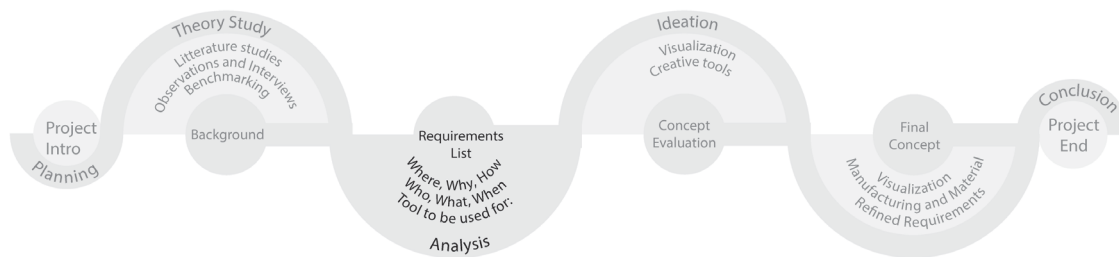 Project
Intro
Planning
Theory Study
Litterature studies
Observations and Interviews
Benchmarking
Background
Requirements
List
Where, Why, How
Who, What, When
Tool to be used for:
Analysis
Ideation
Visualization
Creative tools
Concept
Evaluation
Final
Concept
Visualization
Manufacturing and Material
Refined Requirements
Conclusion
Project
End